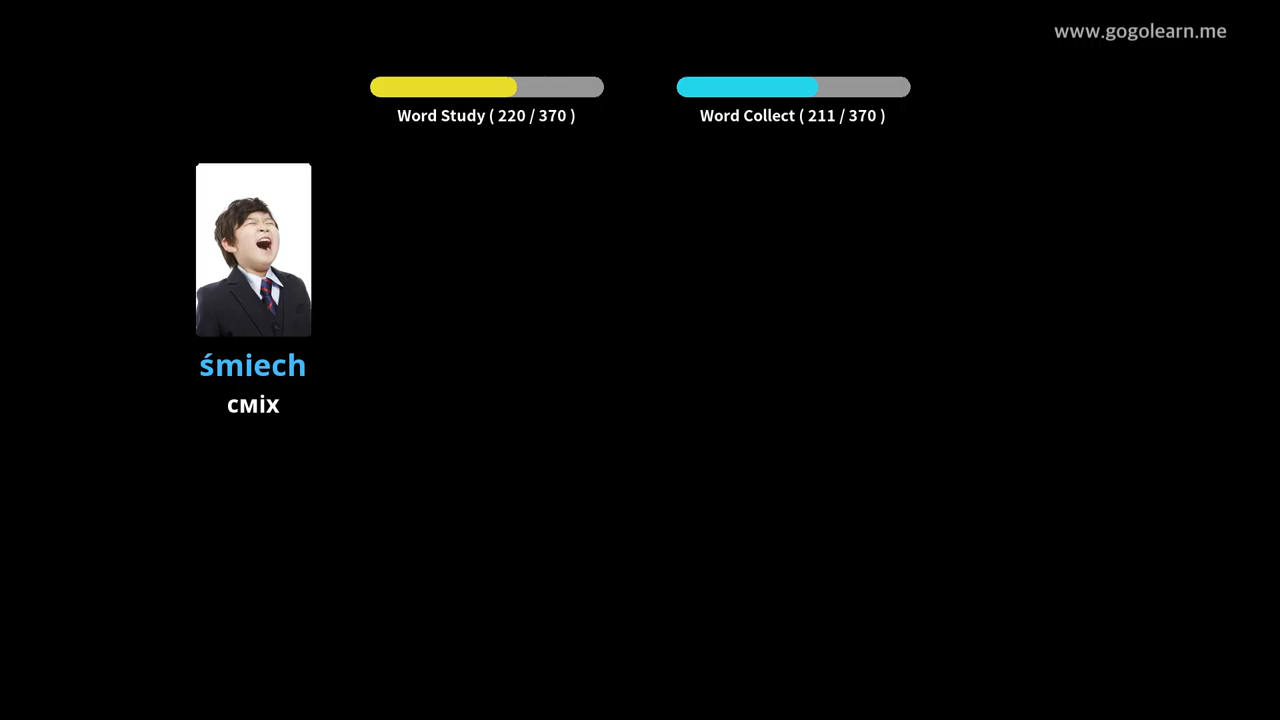 www.gogolearn.me
Word Study ( 220 / 370 )
Word Collect ( 211 / 370 )
śmiech
сміх